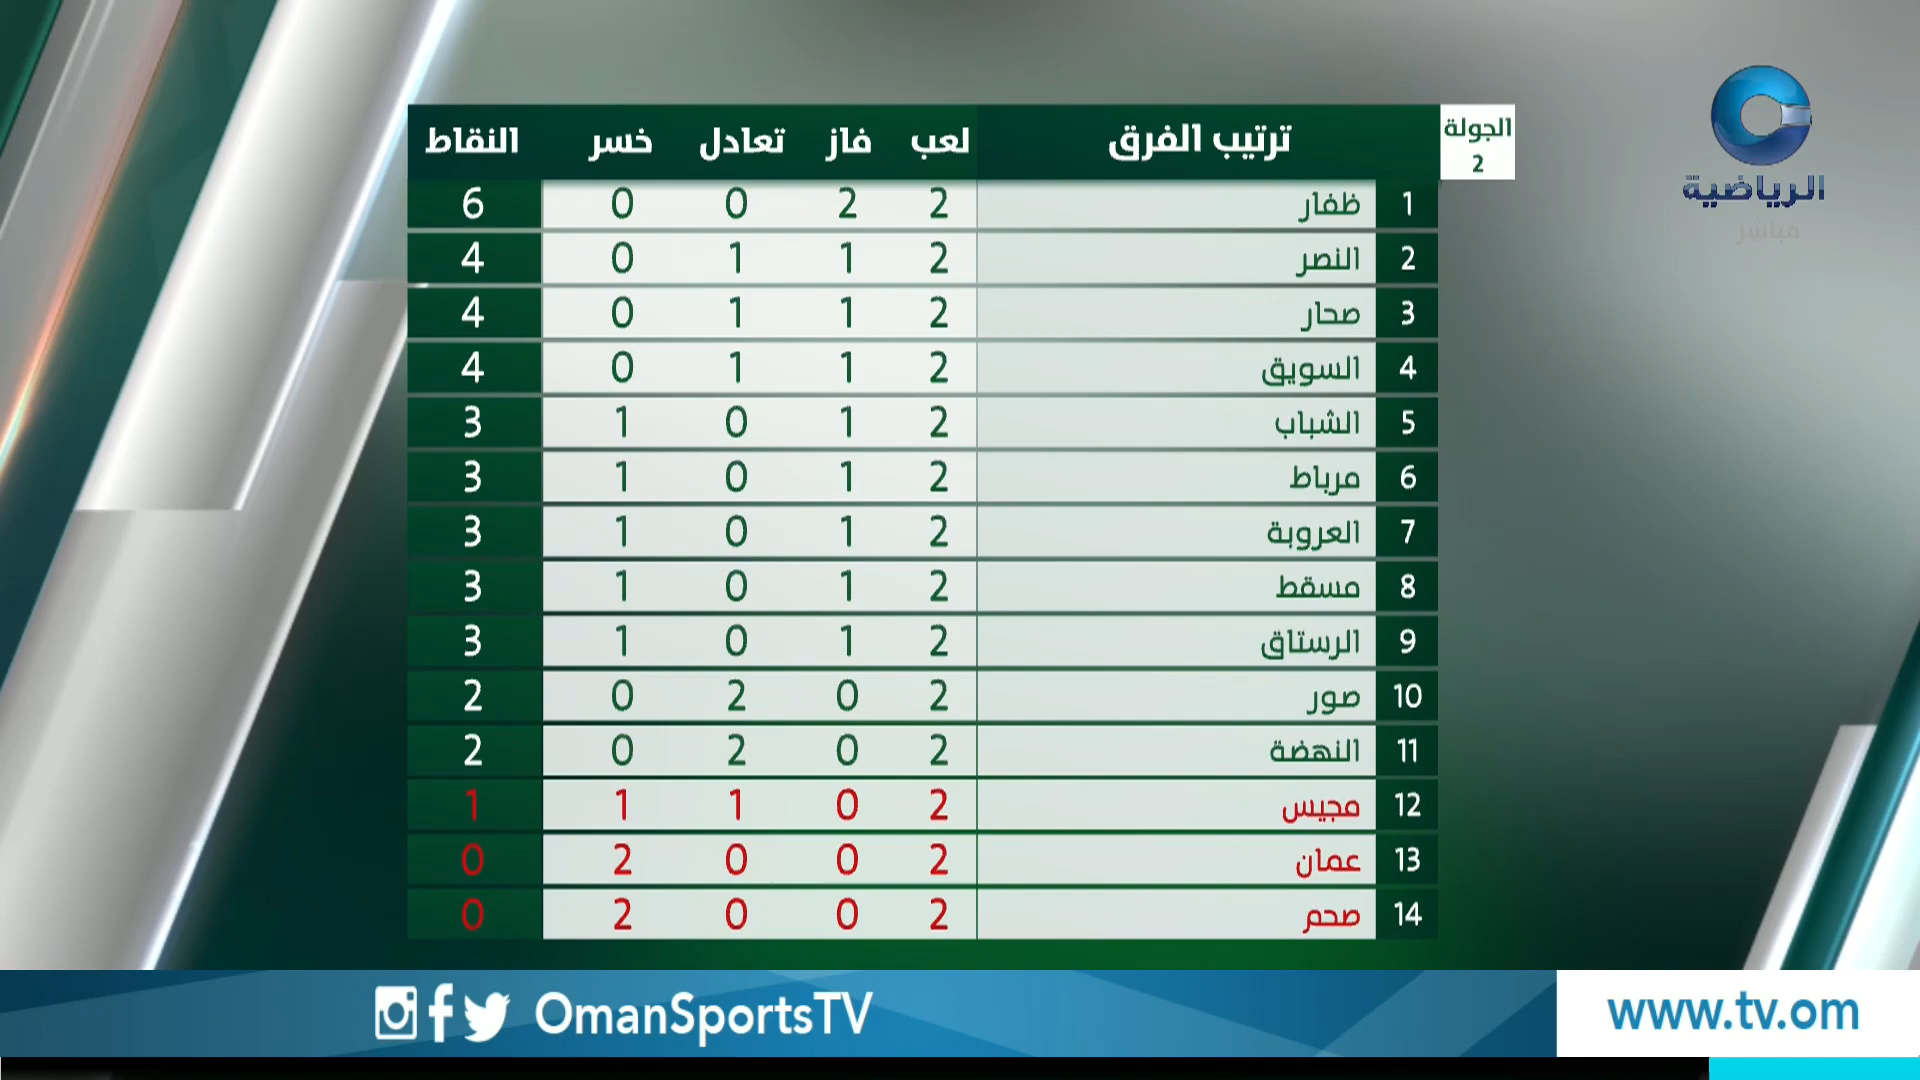 الرياضية
مباشر
الجولة
2
ترتيب الفرق لعب فاز تعادل خسر النقاط
1 ظفار 2 2 0 0 6
2 النصر 2 1 1 0 4
3 صحار 2 1 1 0 4
4 السويق 2 1 1 0 4
5 الشباب 2 1 0 1 3
6 مرباط 2 1 0 1 3
7 العروبة 2 1 0 1 3
8 مسقط 2 1 0 1 3
9 الرستاق 2 1 0 1 3
10 صور 2 0 2 0 2
11 النهضة 2 0 2 0 2
12 مجيس 2 0 1 1 1
13 عمان 2 0 0 2 0
14 صحم 2 0 0 2 0
OmanSportsTV
www.tv.om